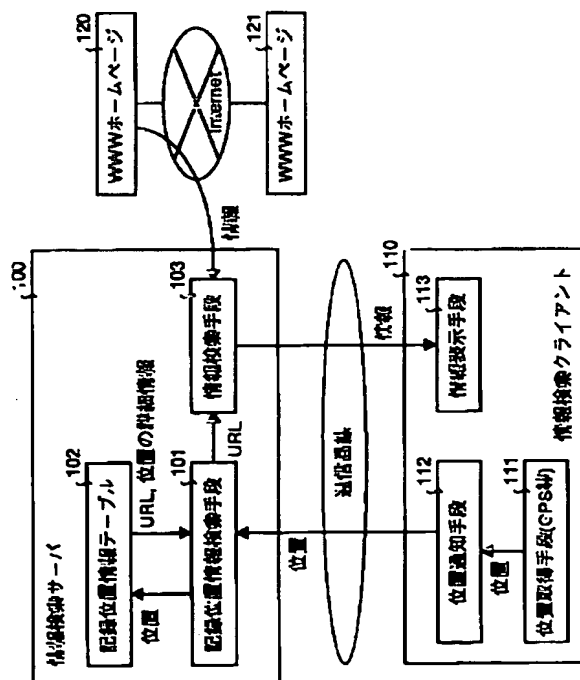 情報検索サーバ
100
102
記録位置情報テーブル
位置
URL, 位置の詳細情報
101
記録位置情報検索手段
URL
103
情報検索手段
情報
120
WWWホームページ
Internet
121
WWWホームページ
通信回線
位置
情報
110
112
位置通知手段
位置
111
位置取得手段(GPS等)
113
情報表示手段
情報検索クライアント